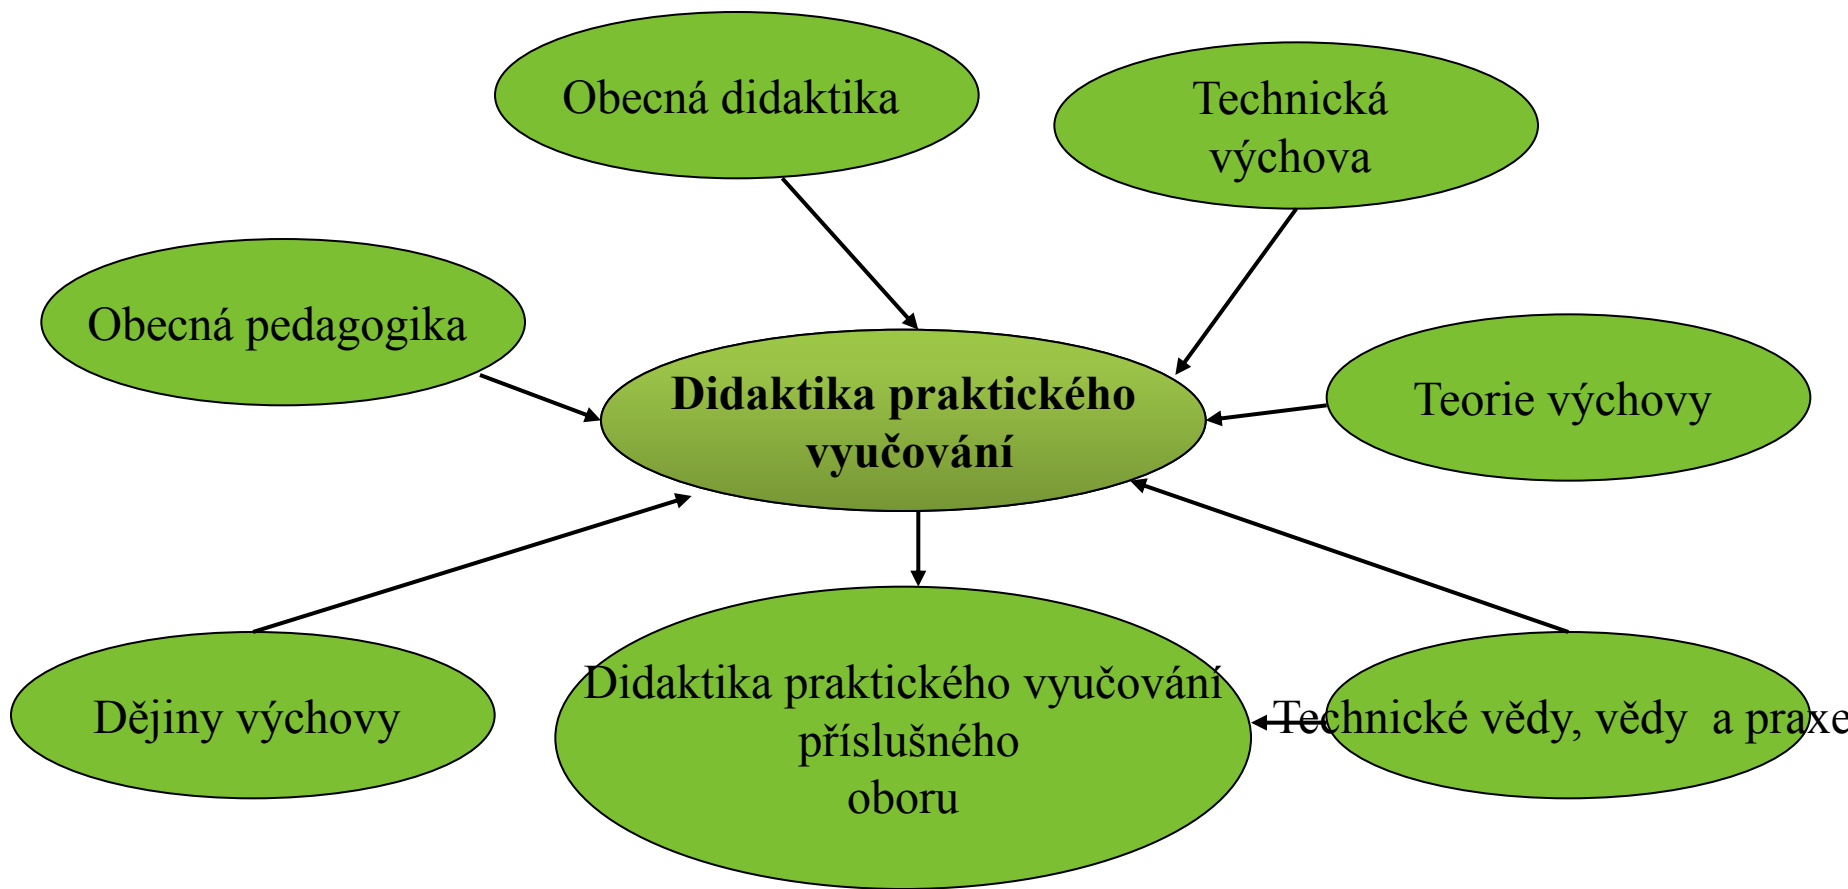 Obecná didaktika
Technická
výchova
Obecná pedagogika
Didaktika praktického
vyučování
Teorie výchovy
Dějiny výchovy
Didaktika praktického vyučování
příslušného
oboru
Technické vědy, vědy a praxe